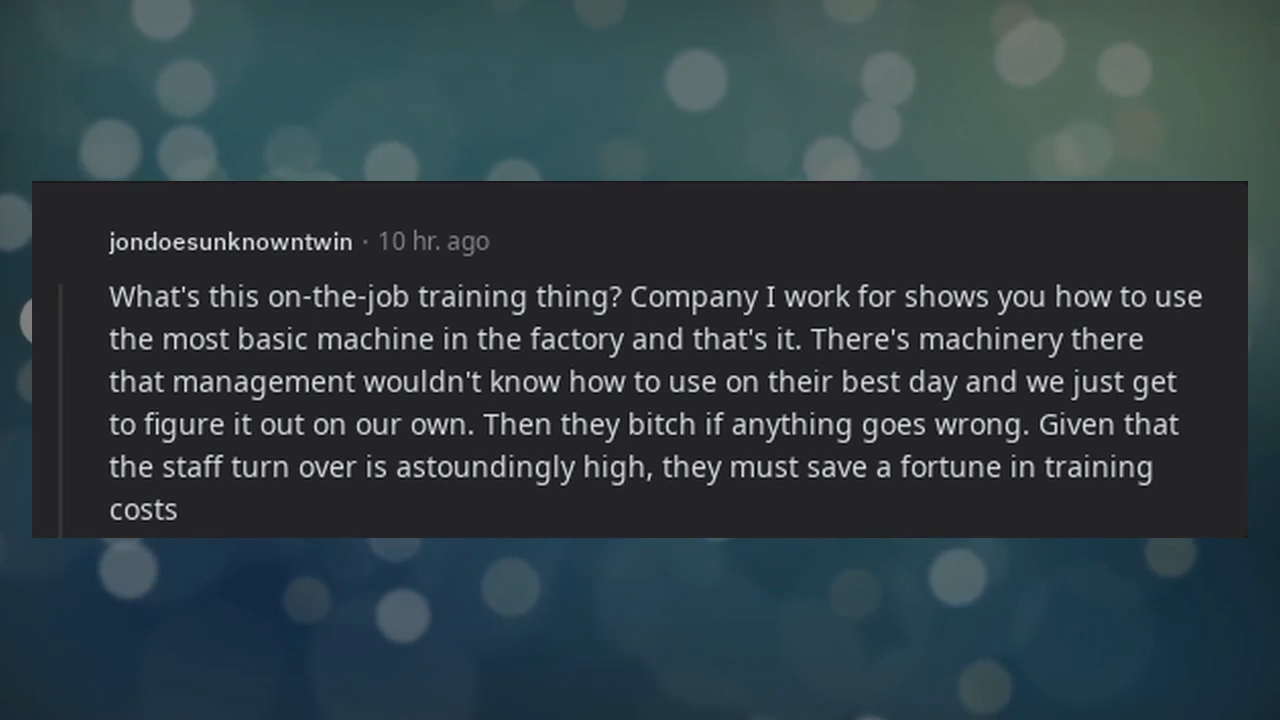 jondoesunknowntwin · 10 hr. ago
What's this on-the-job training thing? Company I work for shows you how to use
the most basic machine in the factory and that's it. There's machinery there
that management wouldn't know how to use on their best day and we just get
to figure it out on our own. Then they bitch if anything goes wrong. Given that
the staff turn over is astoundingly high, they must save a fortune in training
costs